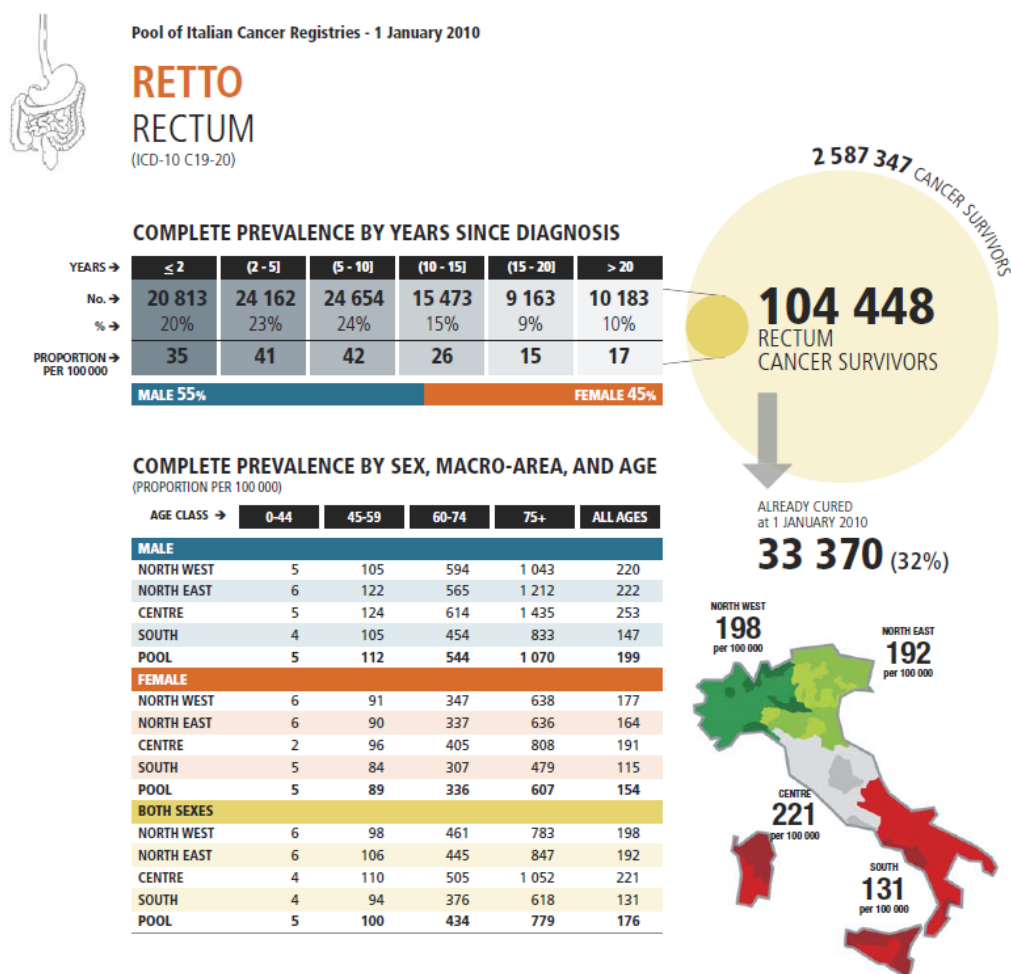 Pool of Italian Cancer Registries - 1 January 2010
RETTO
RECTUM
(ICD-10 C19-20)
2 587 347 CANCER SURVIVORS
COMPLETE PREVALENCE BY YEARS SINCE DIAGNOSIS
YEARS → ≤ 2 (2 - 5] (5 - 10] (10 - 15] (15 - 20] > 20
No. → 20 813 24 162 24 654 15 473 9 163 10 183
% → 20% 23% 24% 15% 9% 10%
PROPORTION → 35 41 42 26 15 17
PER 100 000
MALE 55% FEMALE 45%
104 448
RECTUM
CANCER SURVIVORS
COMPLETE PREVALENCE BY SEX, MACRO-AREA, AND AGE
(PROPORTION PER 100 000)
AGE CLASS → 0-44 45-59 60-74 75+ ALL AGES
MALE
NORTH WEST 5 105 594 1 043 220
NORTH EAST 6 122 565 1 212 222
CENTRE 5 124 614 1 435 253
SOUTH 4 105 454 833 147
POOL 5 112 544 1 070 199
FEMALE
NORTH WEST 6 91 347 638 177
NORTH EAST 6 90 337 636 164
CENTRE 2 96 405 808 191
SOUTH 5 84 307 479 115
POOL 5 89 336 607 154
BOTH SEXES
NORTH WEST 6 98 461 783 198
NORTH EAST 6 106 445 847 192
CENTRE 4 110 505 1 052 221
SOUTH 4 94 376 618 131
POOL 5 100 434 779 176
ALREADY CURED
at 1 JANUARY 2010
33 370 (32%)
NORTH WEST
198
per 100 000
NORTH EAST
192
per 100 000
CENTRE
221
per 100 000
SOUTH
131
per 100 000